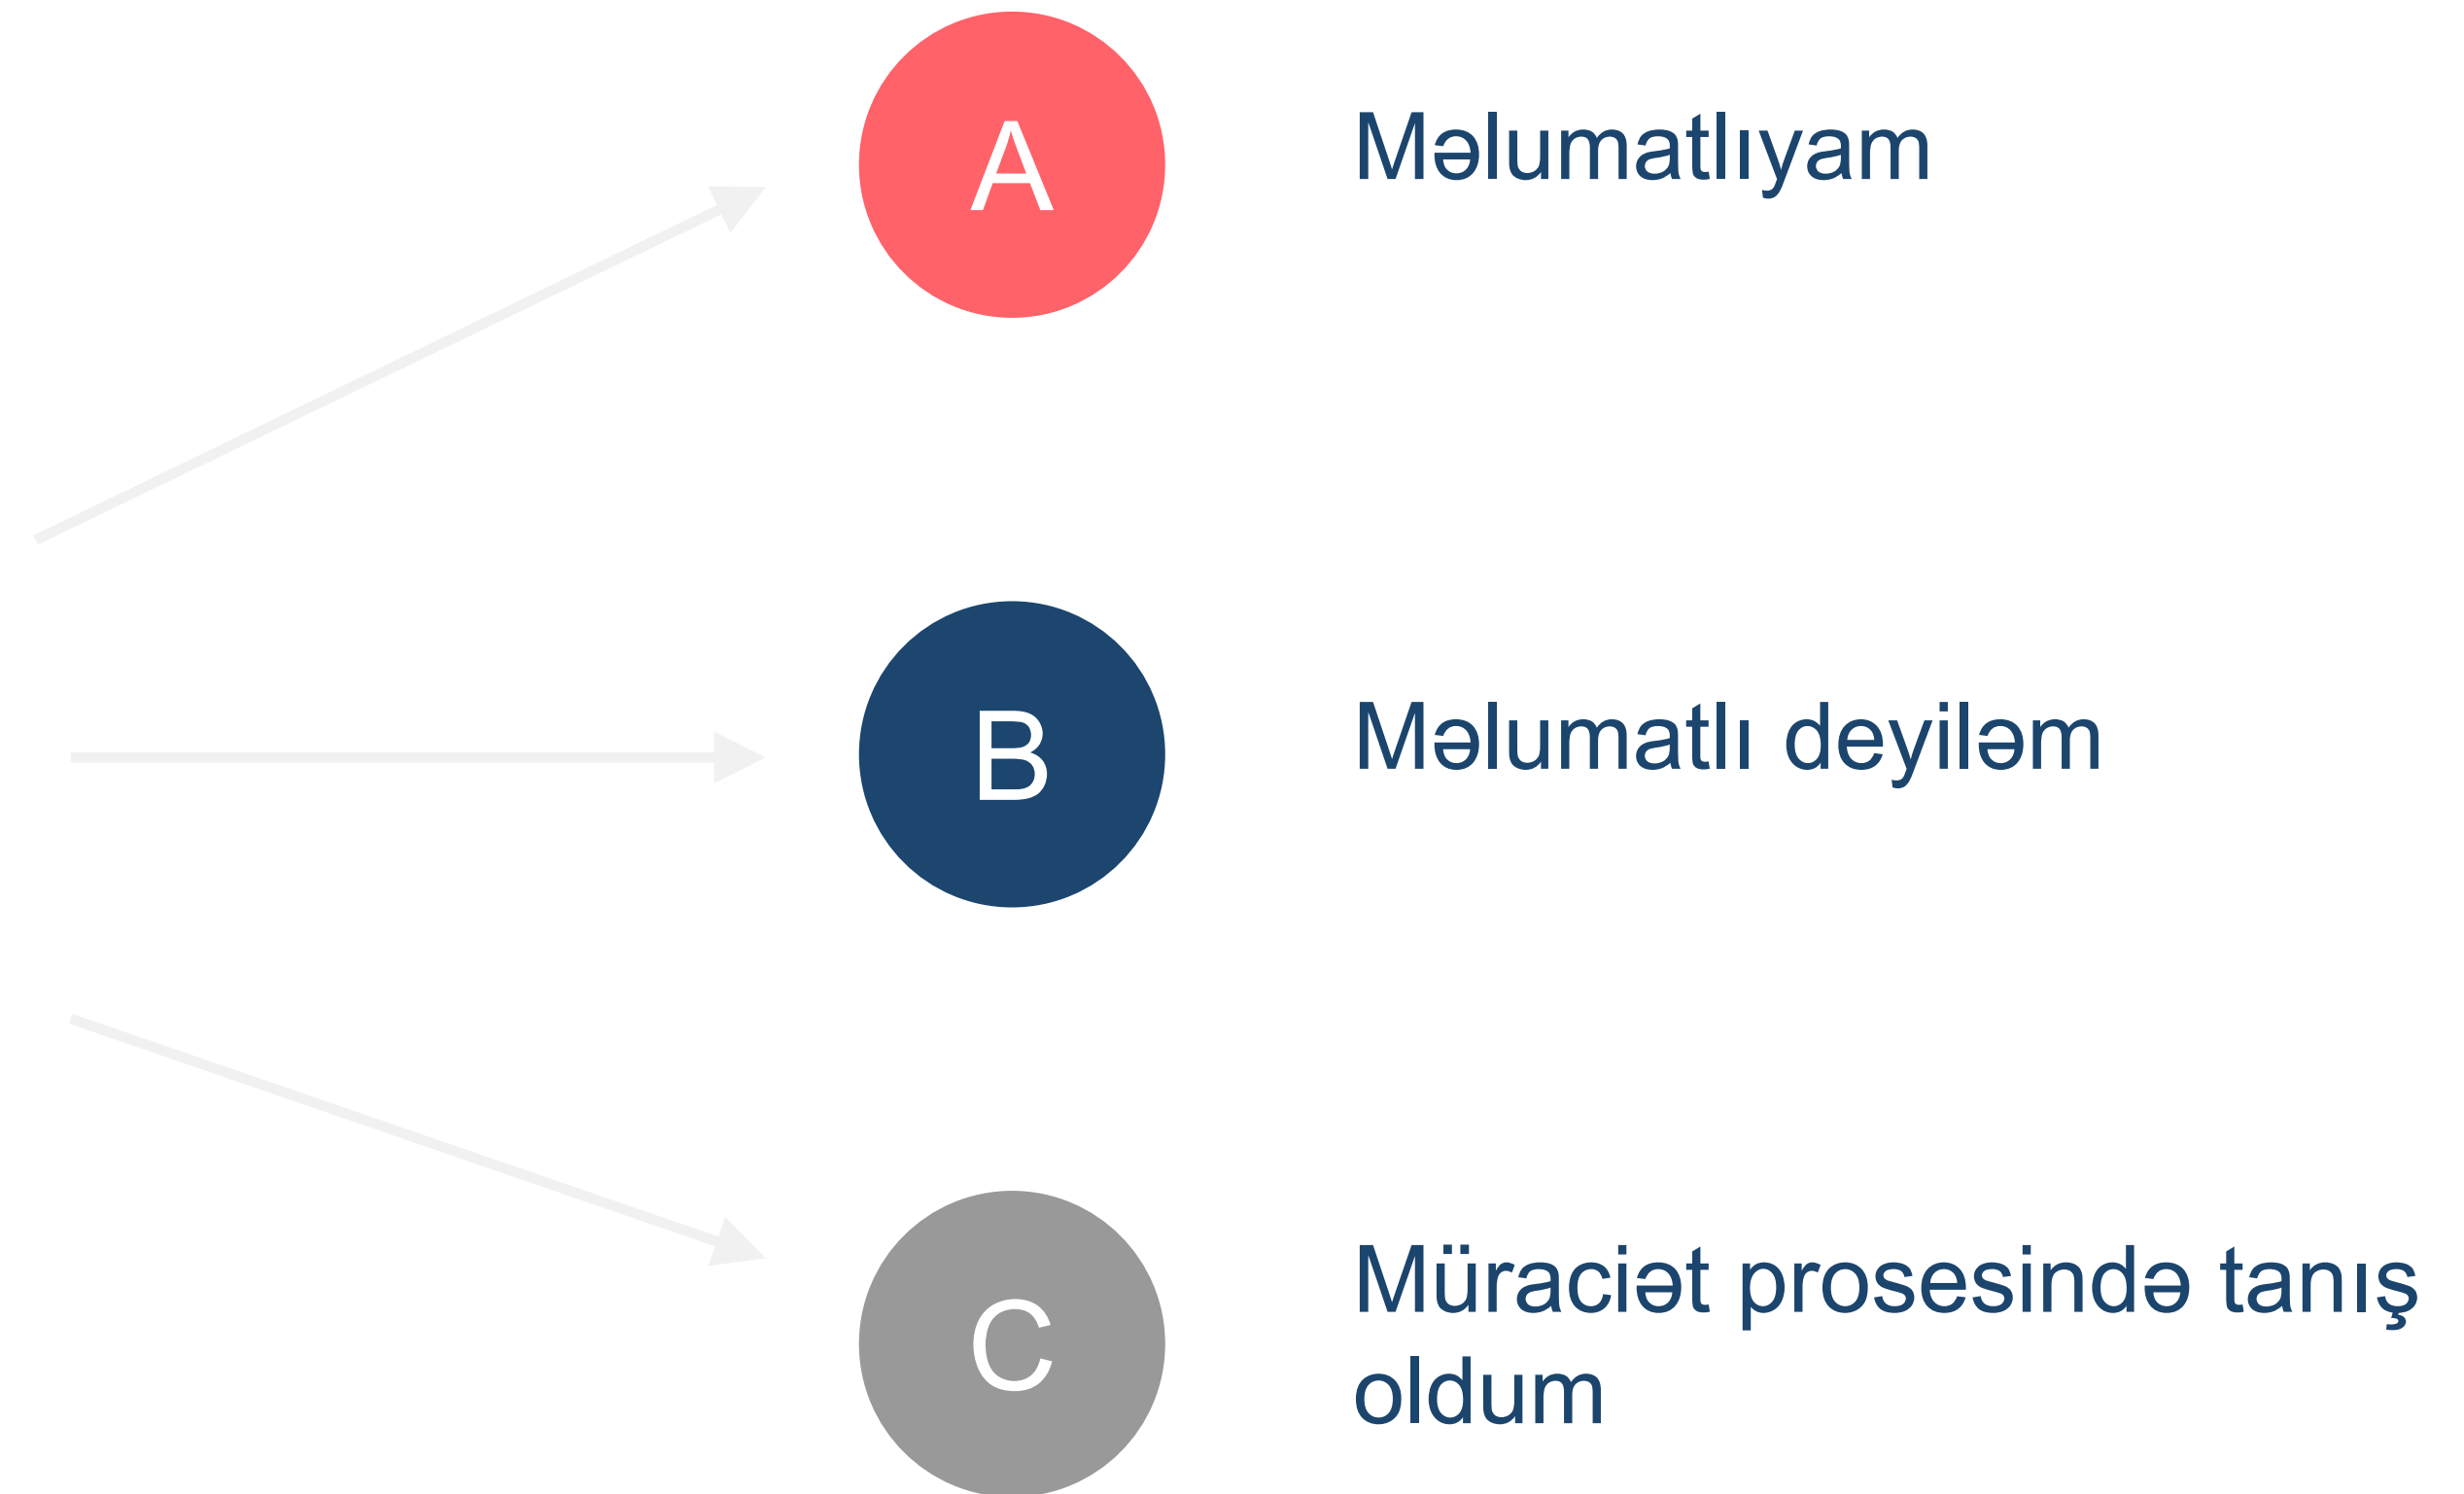 A
Məlumatlıyam
B
Məlumatlı deyiləm
C
Müraciət prosesində tanış
oldum